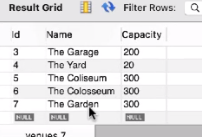 Result Grid Filter Rows:
Id Name Capacity
3 The Garage 200
4 The Yard 20
5 The Coliseum 300
6 The Colosseum 300
7 The Garden 300
NULL NULL NULL
venues 7